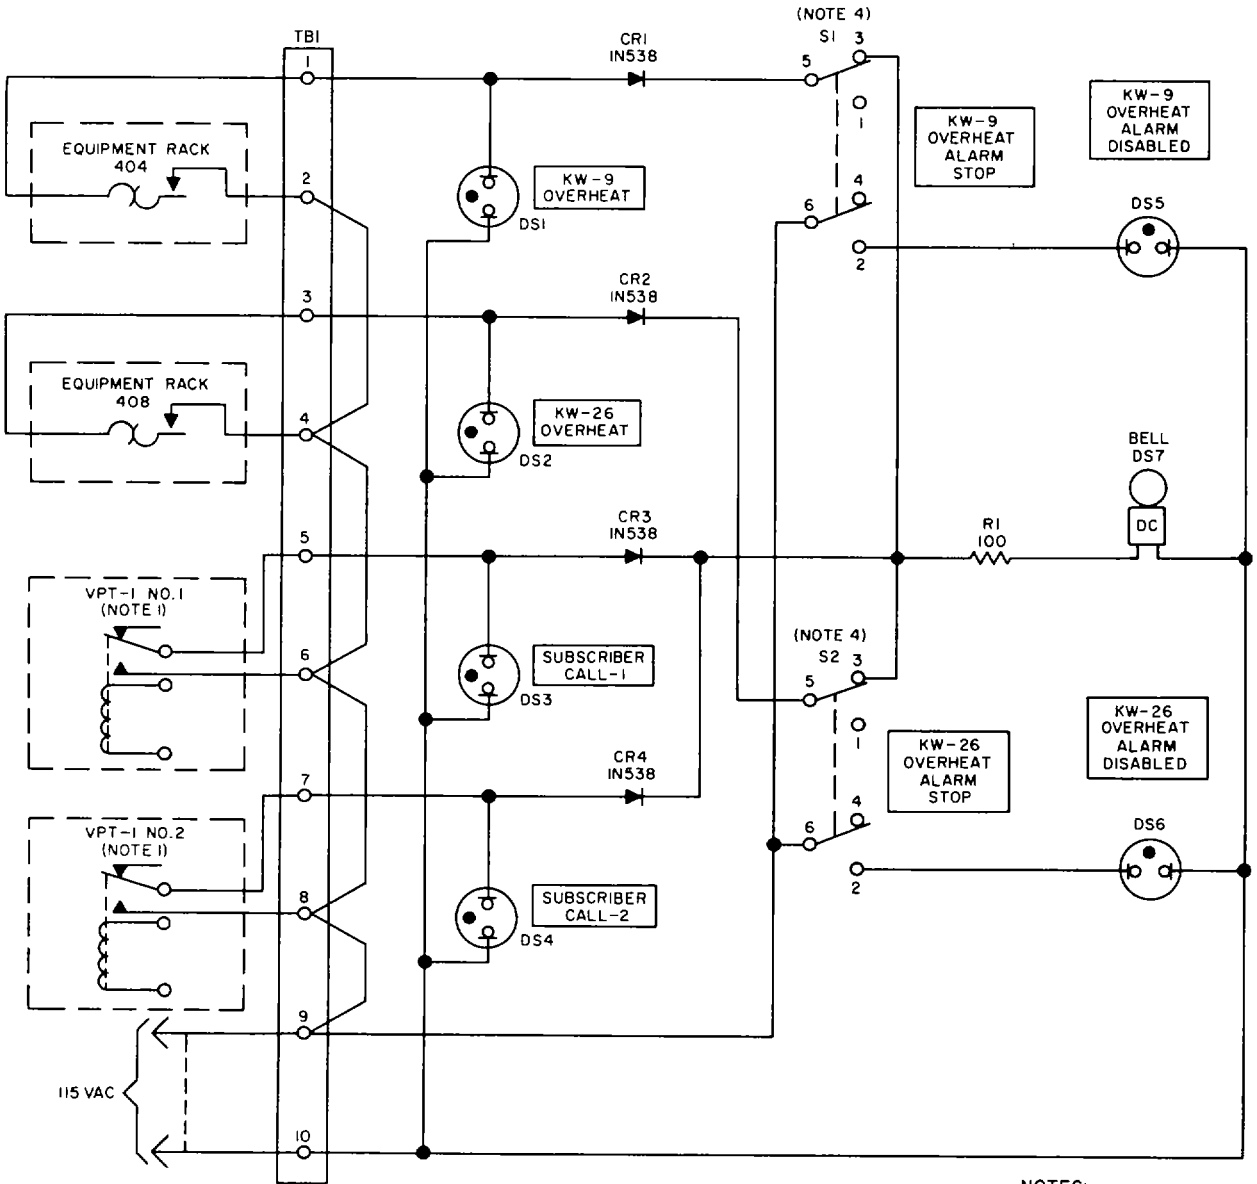 (NOTE 4)
S1
3
TB1
CR1
1N538
1
5
1
KW-9
OVERHEAT
ALARM
DISABLED
KW-9
OVERHEAT
ALARM
STOP
EQUIPMENT RACK
404
2
KW-9
OVERHEAT
DS1
4
6
2
DS5
3
CR2
1N538
EQUIPMENT RACK
408
4
KW-26
OVERHEAT
DS2
BELL
DS7
DC
5
CR3
1N538
R1
100
VPT-1 NO.1
(NOTE 1)
6
SUBSCRIBER
CALL-1
DS3
(NOTE 4)
S2
3
5
1
KW-26
OVERHEAT
ALARM
STOP
KW-26
OVERHEAT
ALARM
DISABLED
7
CR4
1N538
VPT-1 NO.2
(NOTE 1)
8
SUBSCRIBER
CALL-2
DS4
4
6
2
DS6
9
115 VAC
10
NOTES: